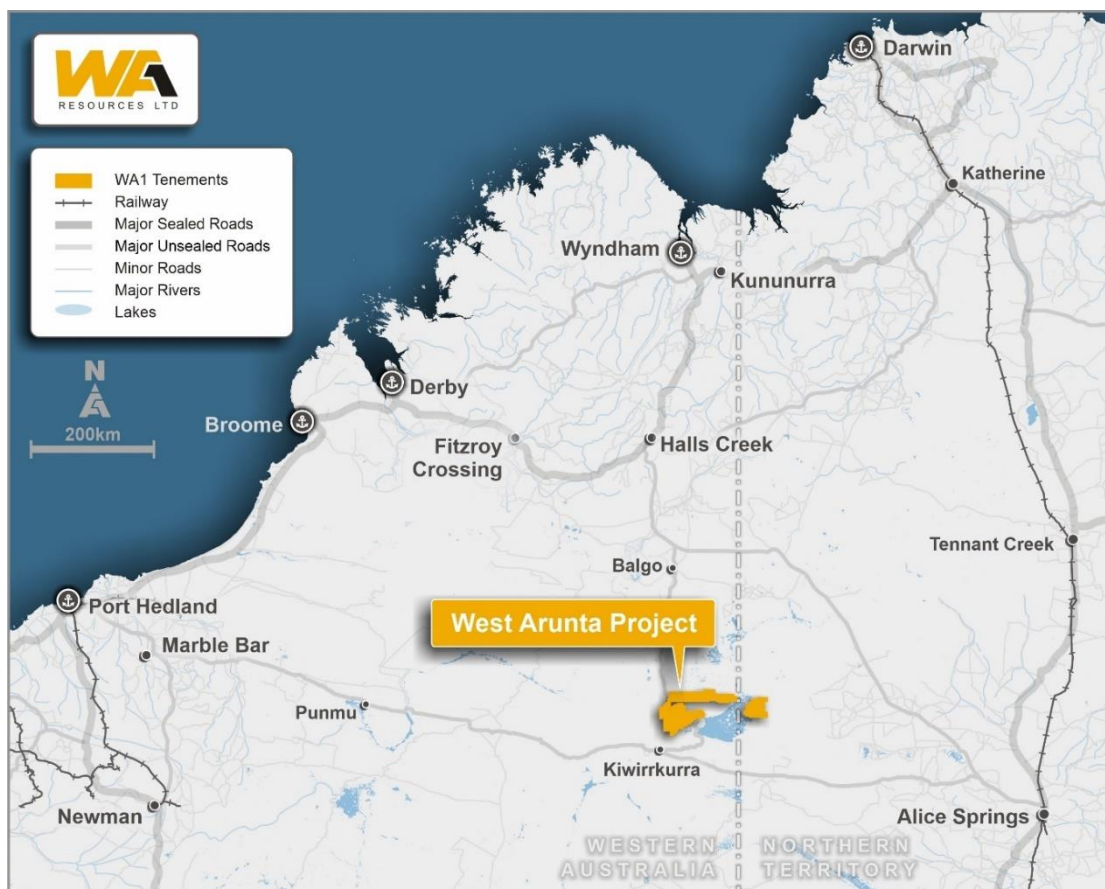 WA1
RESOURCES LTD
WA1 Tenements
Railway
Major Sealed Roads
Major Unsealed Roads
Minor Roads
Major Rivers
Lakes
N
200km
Darwin
Katherine
Wyndham
Kununurra
Derby
Broome
Fitzroy
Crossing
Halls Creek
Tennant Creek
Balgo
Port Hedland
West Arunta Project
Marble Bar
Punmu
Kiwirrkurra
Newman
Alice Springs
WESTERN
AUSTRALIA
NORTHERN
TERRITORY